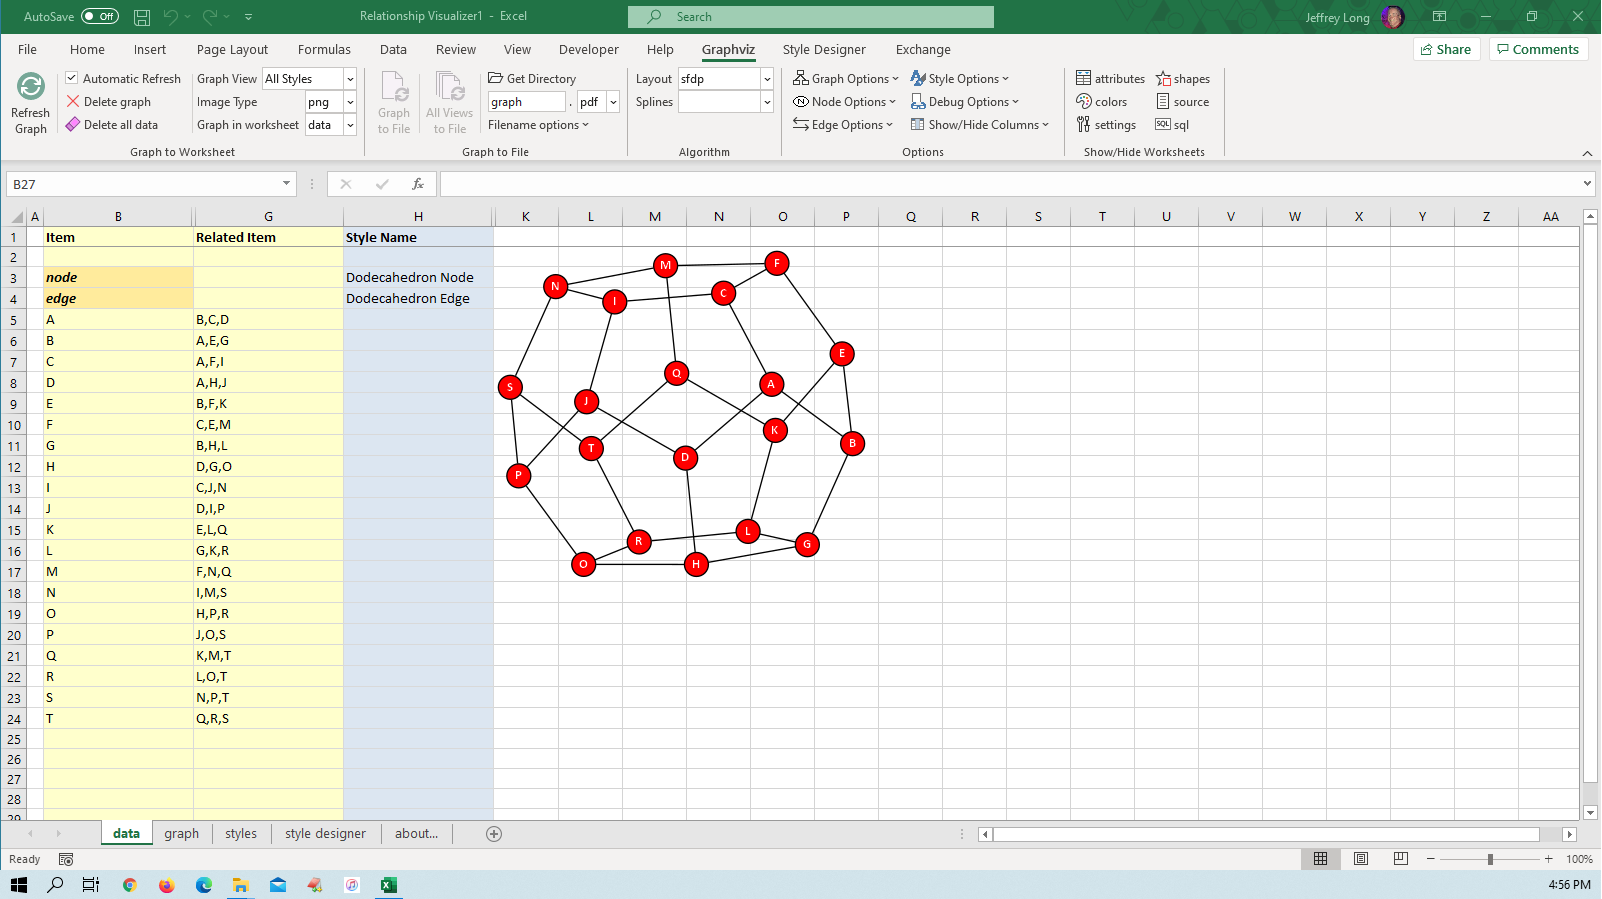 AutoSave Off Relationship Visualizer1 - Excel Search Jeffrey Long
File Home Insert Page Layout Formulas Data Review View Developer Help Graphviz Style Designer Exchange Share Comments
Refresh Graph
Automatic Refresh
Delete graph
Delete all data
Graph View All Styles
Image Type png
Graph in worksheet data
Graph to Worksheet
Graph to File
All Views to File
Get Directory
graph . pdf
Filename options
Graph to File
Layout sfdp
Splines
Algorithm
Graph Options
Node Options
Edge Options
Style Options
Debug Options
Show/Hide Columns
Options
attributes
colors
settings
shapes
source
SQL sql
Show/Hide Worksheets
B27 fx
A B G H K L M N O P Q R S T U V W X Y Z AA
1 Item Related Item Style Name
2
3 node Dodecahedron Node
4 edge Dodecahedron Edge
5 A B,C,D
6 B A,E,G
7 C A,F,I
8 D A,H,J
9 E B,F,K
10 F C,E,M
11 G B,H,L
12 H D,G,O
13 I C,J,N
14 J D,I,P
15 K E,L,Q
16 L G,K,R
17 M F,N,Q
18 N I,M,S
19 O H,P,R
20 P J,O,S
21 Q K,M,T
22 R L,O,T
23 S N,P,T
24 T Q,R,S
25
26
27
28
29
M F
N I C
E
S J Q A
T D K B
P
R L G
O H
data graph styles style designer about...
Ready 100%
4:56 PM